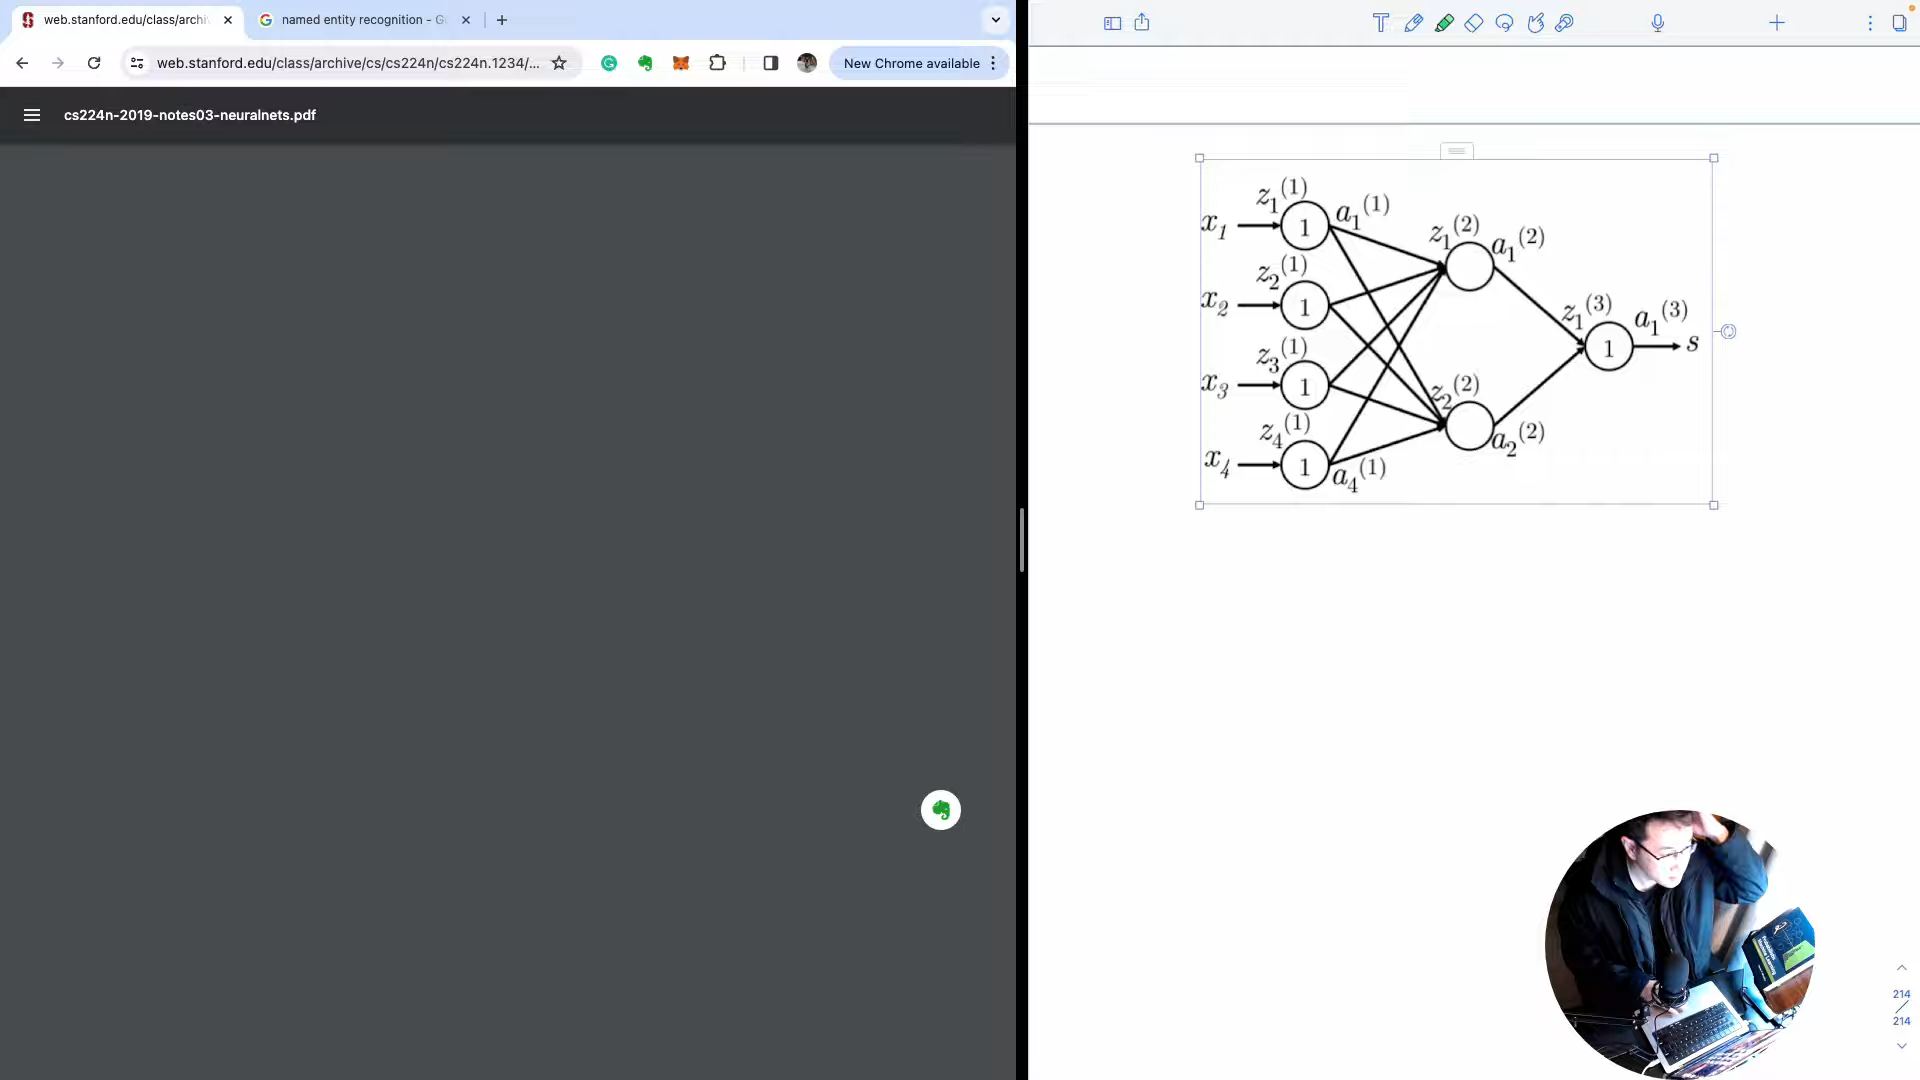 web.stanford.edu/class/archi
named entity recognition - G
web.stanford.edu/class/archive/cs/cs224n/cs224n.1234/...
New Chrome available
cs224n-2019-notes03-neuralnets.pdf
z₁⁽¹⁾
x₁ 1 a₁⁽¹⁾
z₁⁽²⁾ a₁⁽²⁾
z₂⁽¹⁾
x₂ 1
z₁⁽³⁾ a₁⁽³⁾
1 s
z₃⁽¹⁾
x₃ 1
z₂⁽²⁾
a₂⁽²⁾
z₄⁽¹⁾
x₄ 1 a₄⁽¹⁾
214
214